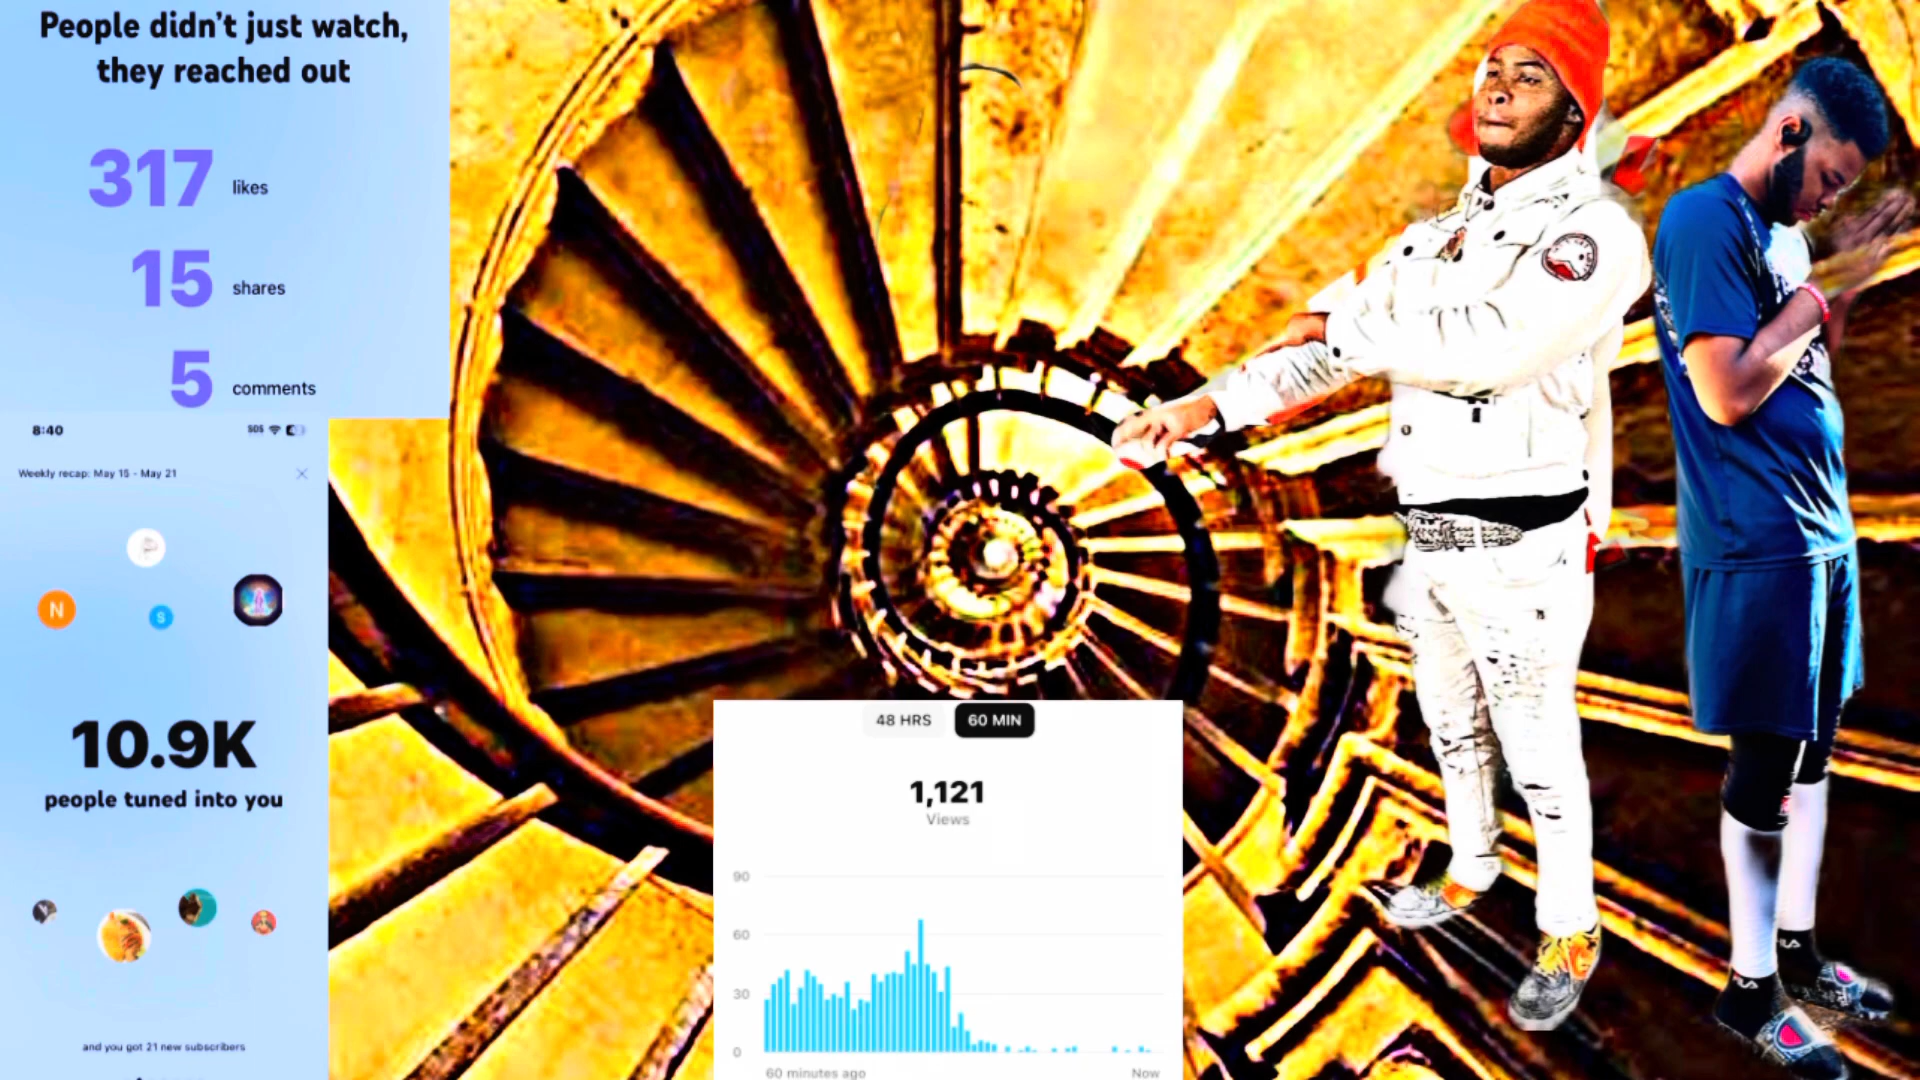 People didn't just watch,
they reached out
317 likes
15 shares
5 comments
8:40
SOS
Weekly recap: May 15 - May 21
N
S
10.9K
people tuned into you
and you got 21 new subscribers
48 HRS
60 MIN
1,121
Views
90
60
30
0
60 minutes ago
Now
FILA